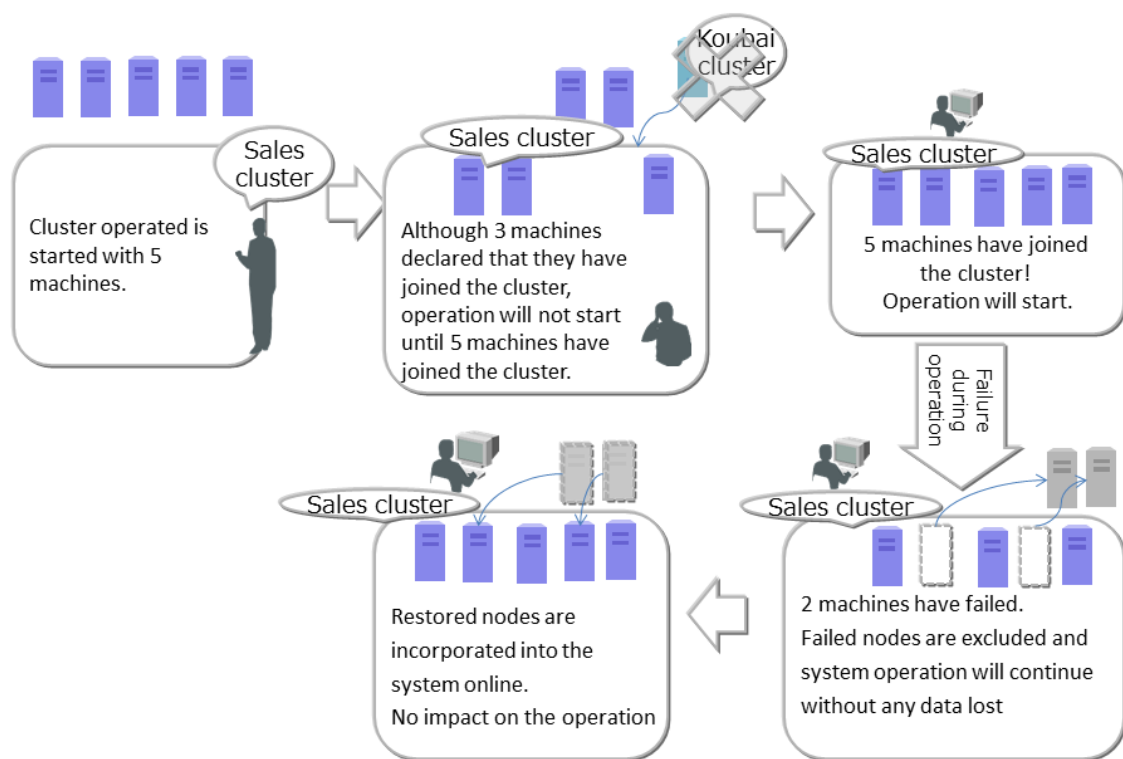 Sales
cluster
Cluster operated is
started with 5
machines.
Koubai
cluster
Sales cluster
Although 3 machines
declared that they have
joined the cluster,
operation will not start
until 5 machines have
joined the cluster.
Sales cluster
5 machines have joined
the cluster!
Operation will start.
Failure
during
operation
Sales cluster
2 machines have failed.
Failed nodes are excluded and
system operation will continue
without any data lost
Sales cluster
Restored nodes are
incorporated into the
system online.
No impact on the operation